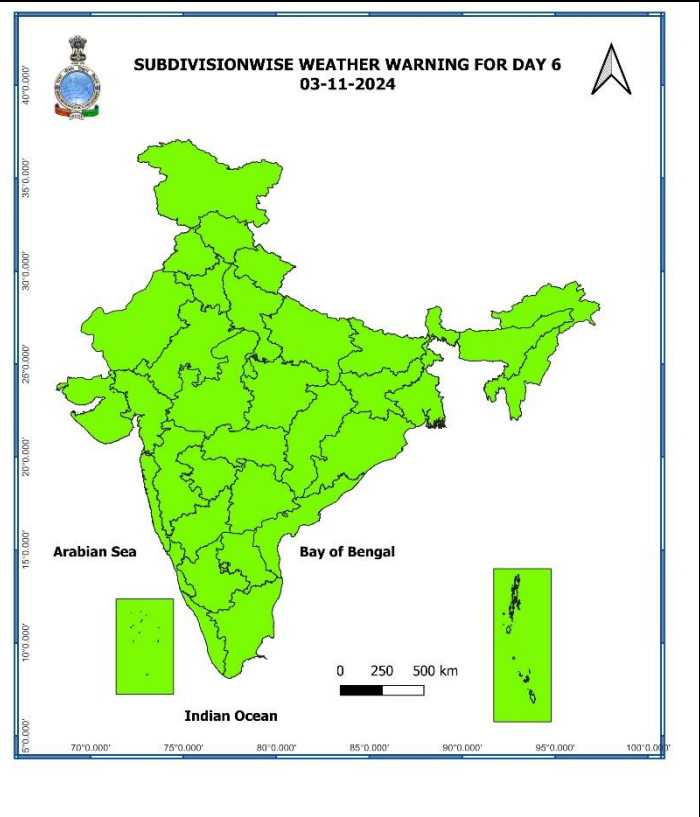 SUBDIVISIONWISE WEATHER WARNING FOR DAY 6
03-11-2024
40°0.000'
35°0.000'
30°0.000'
25°0.000'
20°0.000'
15°0.000'
10°0.000'
5°0.000'
Arabian Sea
Bay of Bengal
0 250 500 km
Indian Ocean
70°0.000' 75°0.000' 80°0.000' 85°0.000' 90°0.000' 95°0.000' 100°0.000'